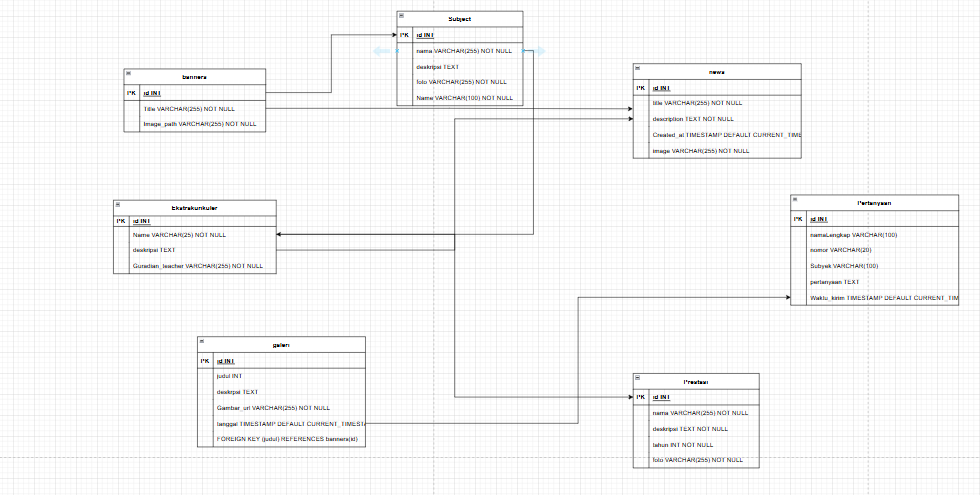 Subject
PK id INT
nama VARCHAR(255) NOT NULL
deskripsi TEXT
foto VARCHAR(255) NOT NULL
Name VARCHAR(100) NOT NULL
banners
PK id INT
Title VARCHAR(255) NOT NULL
Image_path VARCHAR(255) NOT NULL
news
PK id INT
title VARCHAR(255) NOT NULL
description TEXT NOT NULL
Created_at TIMESTAMP DEFAULT CURRENT_TIME
image VARCHAR(255) NOT NULL
Ekstrakurikuler
PK id INT
Name VARCHAR(25) NOT NULL
deskripsi TEXT
Guredian_teacher VARCHAR(255) NOT NULL
Pertanyaan
PK id INT
namaLengkap VARCHAR(100)
nomor VARCHAR(20)
Subyek VARCHAR(100)
pertanyaan TEXT
Waktu_kirim TIMESTAMP DEFAULT CURRENT_TIM
galeri
PK id INT
judul INT
deskrpsi TEXT
Gambar_url VARCHAR(255) NOT NULL
tanggal TIMESTAMP DEFAULT CURRENT_TIMEST
FOREIGN KEY (judul) REFERENCES banners(id)
Prestasi
PK id INT
nama VARCHAR(255) NOT NULL
deskripsi TEXT NOT NULL
tahun INT NOT NULL
foto VARCHAR(255) NOT NULL